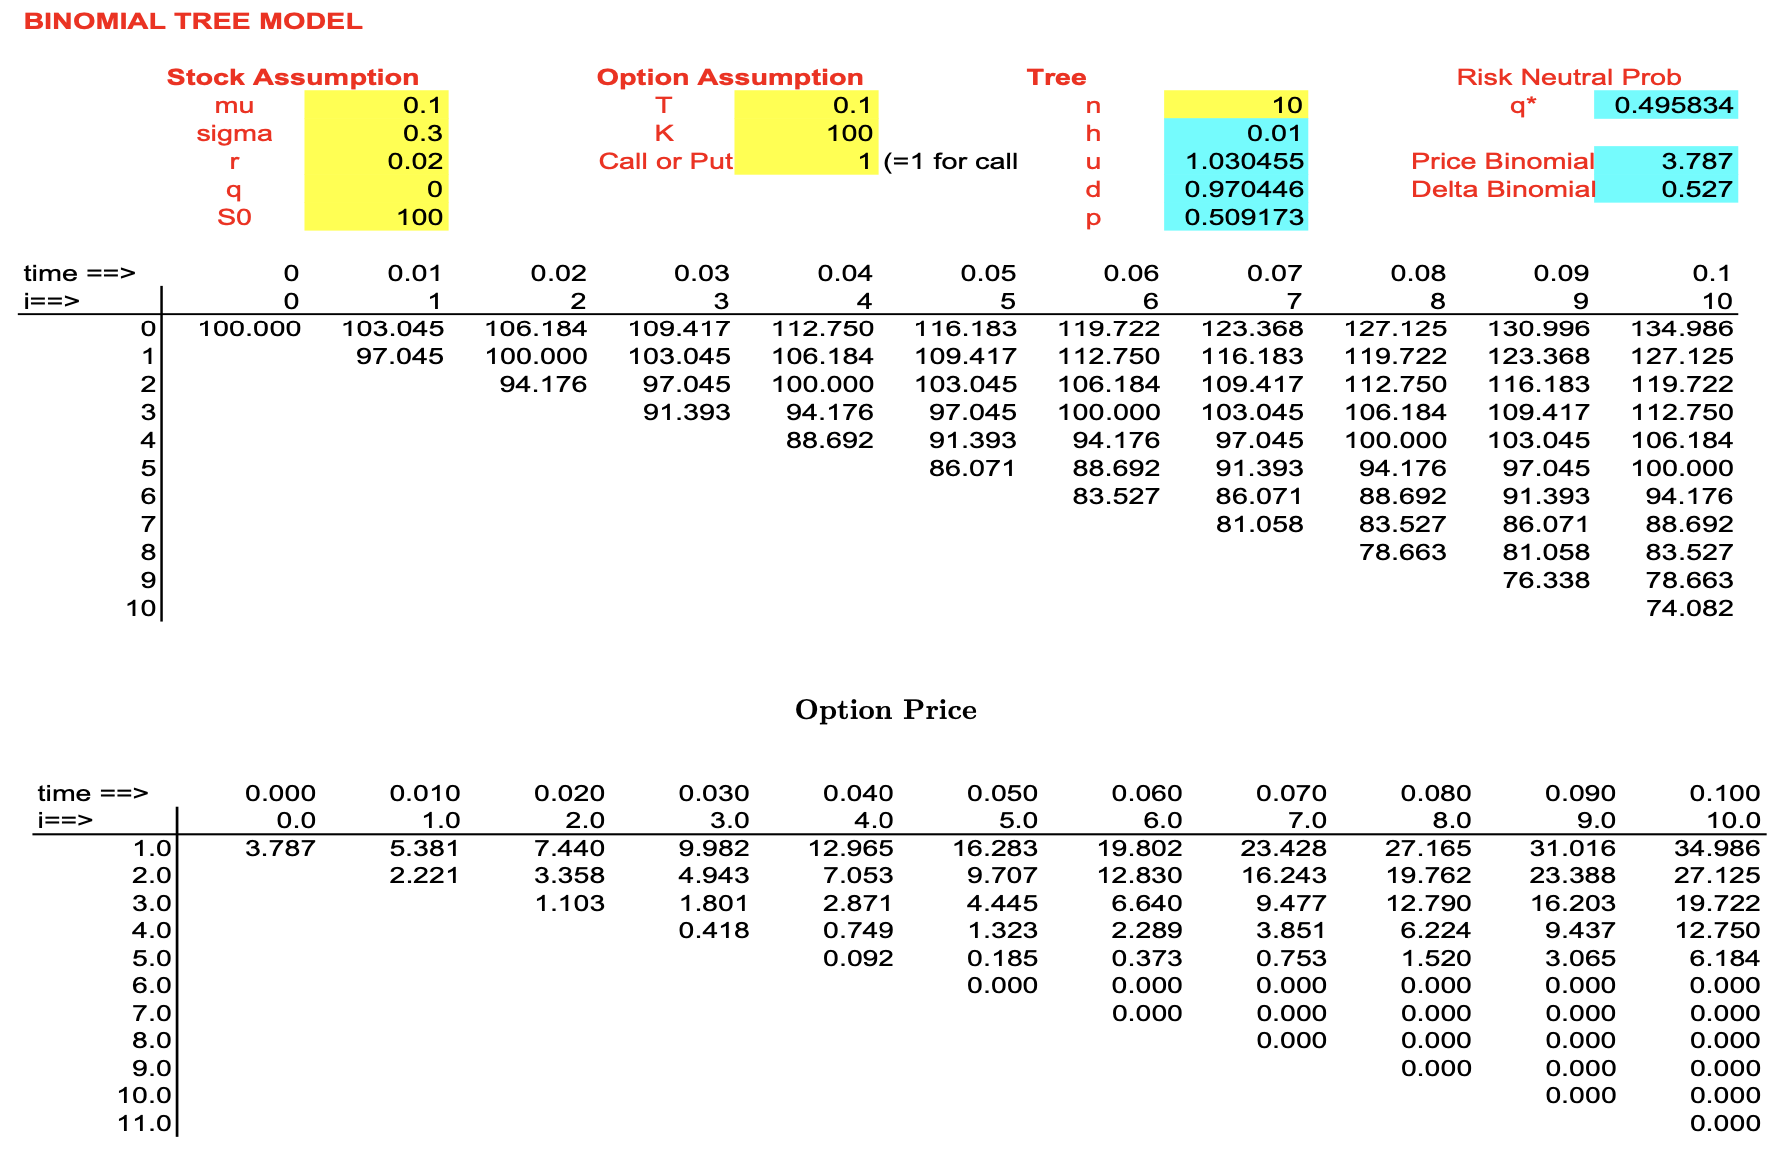 BINOMIAL TREE MODEL
Stock Assumption Option Assumption Tree Risk Neutral Prob
mu 0.1 T 0.1 n 10 q* 0.495834
sigma 0.3 K 100 h 0.01
r 0.02 Call or Put 1 (=1 for call u 1.030455 Price Binomial 3.787
q 0 d 0.970446 Delta Binomial 0.527
S0 100 p 0.509173
time ==> 0 0.01 0.02 0.03 0.04 0.05 0.06 0.07 0.08 0.09 0.1
i==> 0 1 2 3 4 5 6 7 8 9 10
0 100.000 103.045 106.184 109.417 112.750 116.183 119.722 123.368 127.125 130.996 134.986
1 97.045 100.000 103.045 106.184 109.417 112.750 116.183 119.722 123.368 127.125
2 94.176 97.045 100.000 103.045 106.184 109.417 112.750 116.183 119.722
3 91.393 94.176 97.045 100.000 103.045 106.184 109.417 112.750
4 88.692 91.393 94.176 97.045 100.000 103.045 106.184
5 86.071 88.692 91.393 94.176 97.045 100.000
6 83.527 86.071 88.692 91.393 94.176
7 81.058 83.527 86.071 88.692
8 78.663 81.058 83.527
9 76.338 78.663
10 74.082
Option Price
time ==> 0.000 0.010 0.020 0.030 0.040 0.050 0.060 0.070 0.080 0.090 0.100
i==> 0.0 1.0 2.0 3.0 4.0 5.0 6.0 7.0 8.0 9.0 10.0
1.0 3.787 5.381 7.440 9.982 12.965 16.283 19.802 23.428 27.165 31.016 34.986
2.0 2.221 3.358 4.943 7.053 9.707 12.830 16.243 19.762 23.388 27.125
3.0 1.103 1.801 2.871 4.445 6.640 9.477 12.790 16.203 19.722
4.0 0.418 0.749 1.323 2.289 3.851 6.224 9.437 12.750
5.0 0.092 0.185 0.373 0.753 1.520 3.065 6.184
6.0 0.000 0.000 0.000 0.000 0.000 0.000
7.0 0.000 0.000 0.000 0.000 0.000
8.0 0.000 0.000 0.000 0.000
9.0 0.000 0.000 0.000
10.0 0.000 0.000
11.0 0.000